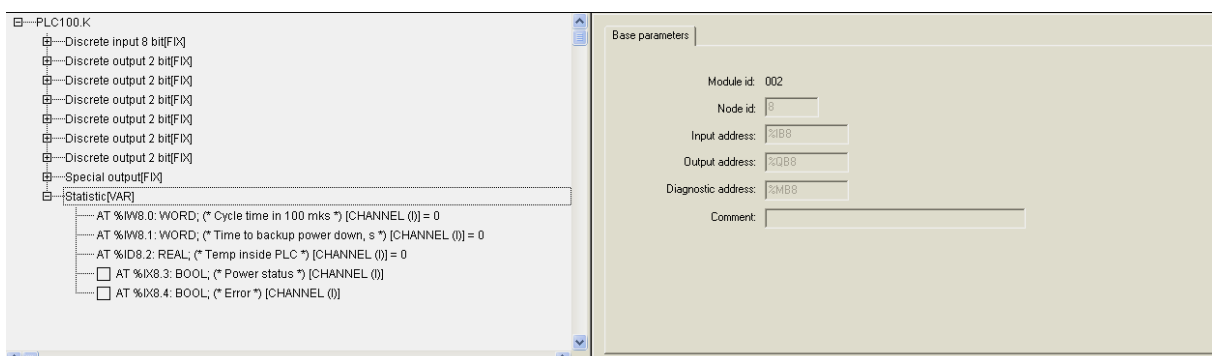 PLC100.K
Discrete input 8 bit[FIX]
Discrete output 2 bit[FIX]
Discrete output 2 bit[FIX]
Discrete output 2 bit[FIX]
Discrete output 2 bit[FIX]
Discrete output 2 bit[FIX]
Discrete output 2 bit[FIX]
Special output[FIX]
Statistic[VAR]
AT %IW8.0: WORD; (* Cycle time in 100 mks *) [CHANNEL (I)] = 0
AT %IW8.1: WORD; (* Time to backup power down, s *) [CHANNEL (I)] = 0
AT %ID8.2: REAL; (* Temp inside PLC *) [CHANNEL (I)] = 0
AT %IX8.3: BOOL; (* Power status *) [CHANNEL (I)]
AT %IX8.4: BOOL; (* Error *) [CHANNEL (I)]
Base parameters
Module id: 002
Node id: 8
Input address: %IB8
Output address: %QB8
Diagnostic address: %MB8
Comment: